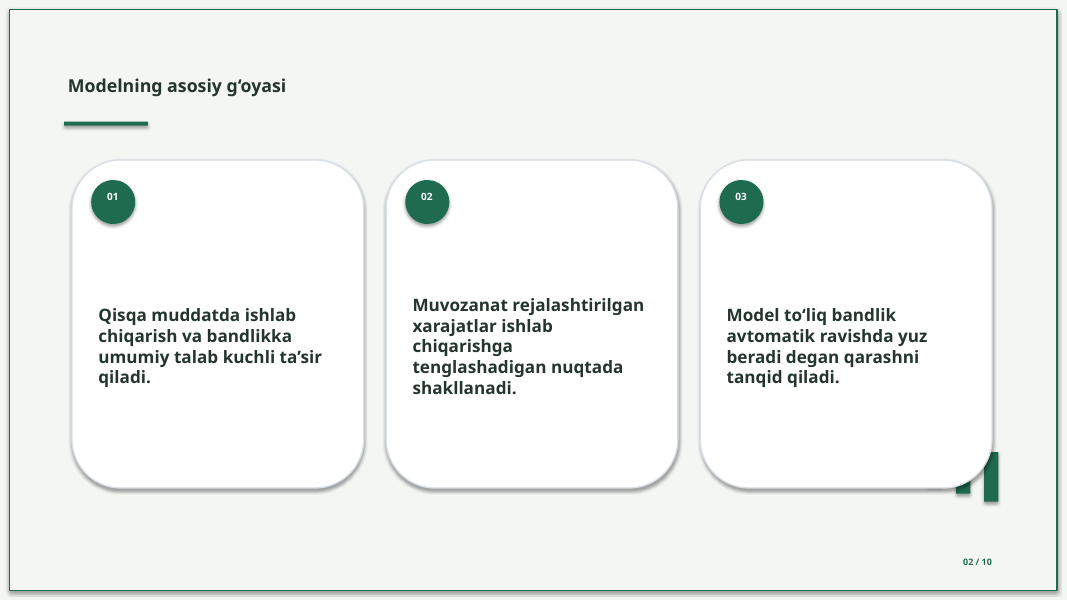 Modelning asosiy g‘oyasi
01
Qisqa muddatda ishlab
chiqarish va bandlikka
umumiy talab kuchli ta’sir
qiladi.
02
Muvozanat rejalashtirilgan
xarajatlar ishlab
chiqarishga
tenglashadigan nuqtada
shakllanadi.
03
Model to‘liq bandlik
avtomatik ravishda yuz
beradi degan qarashni
tanqid qiladi.
02 / 10